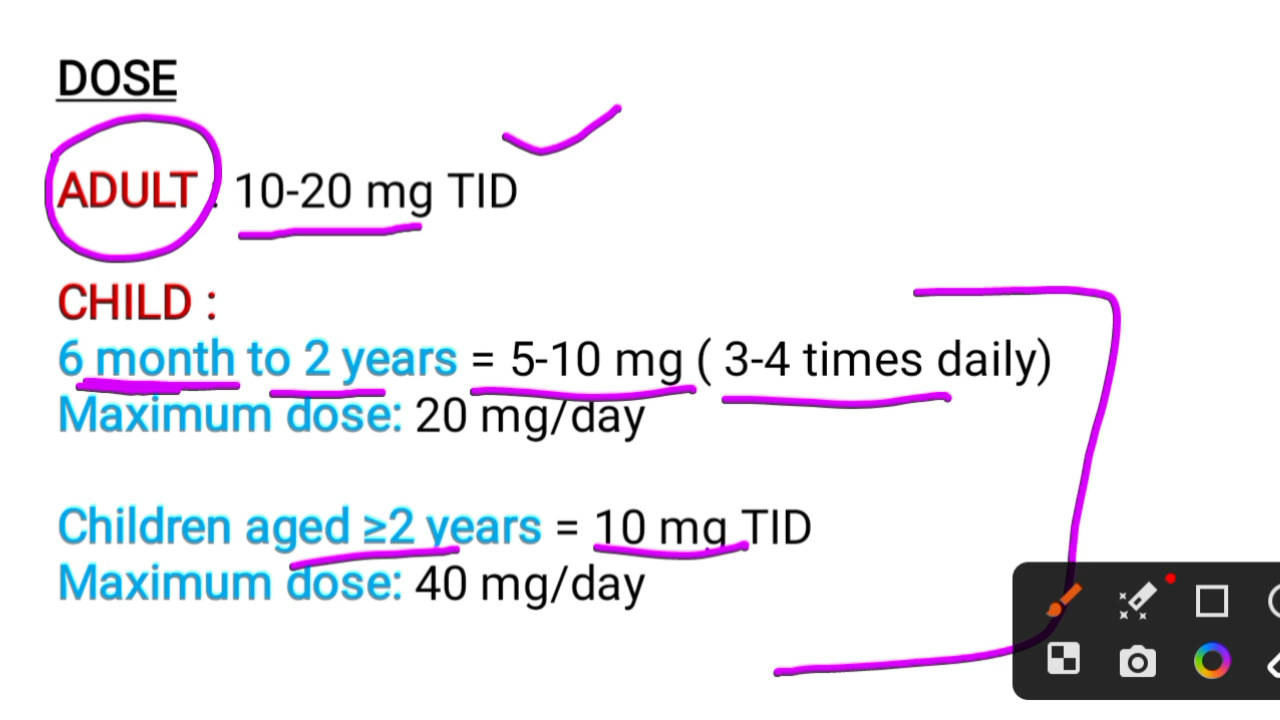 DOSE
ADULT : 10-20 mg TID
CHILD :
6 month to 2 years = 5-10 mg ( 3-4 times daily)
Maximum dose: 20 mg/day
Children aged ≥2 years = 10 mg TID
Maximum dose: 40 mg/day